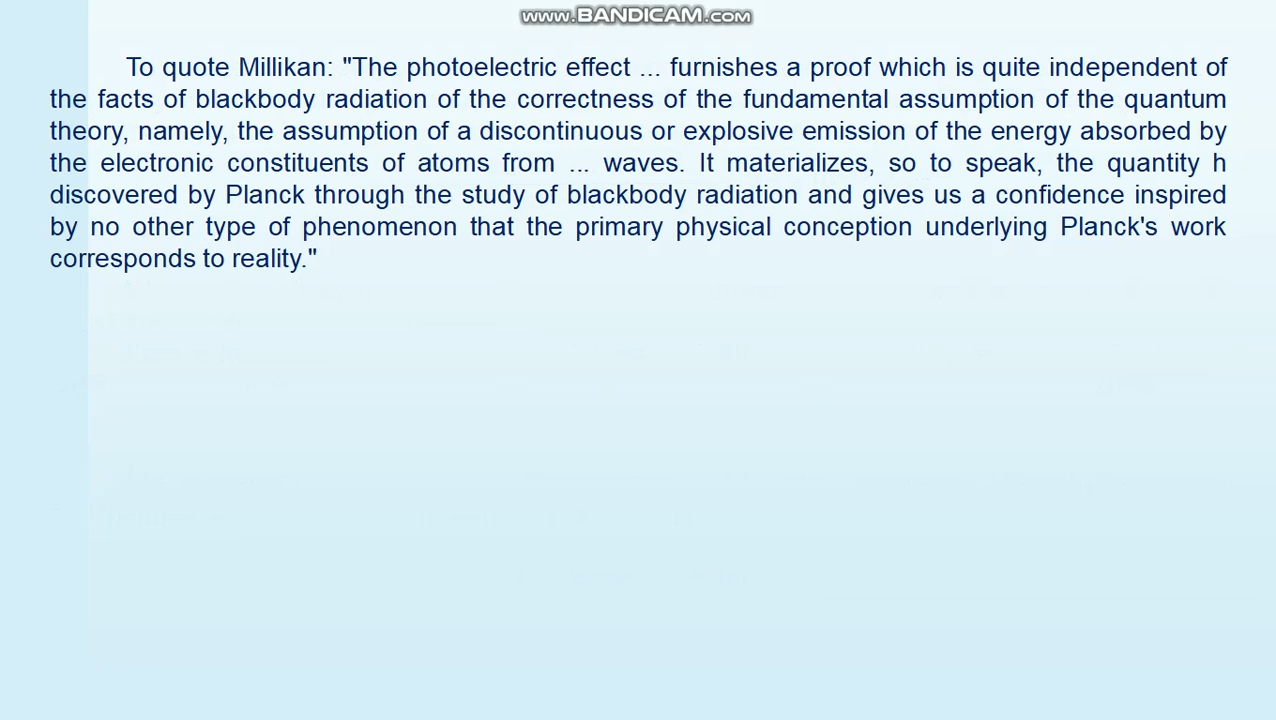 www.BANDICAM.com
To quote Millikan: "The photoelectric effect ... furnishes a proof which is quite independent of
the facts of blackbody radiation of the correctness of the fundamental assumption of the quantum
theory, namely, the assumption of a discontinuous or explosive emission of the energy absorbed by
the electronic constituents of atoms from ... waves. It materializes, so to speak, the quantity h
discovered by Planck through the study of blackbody radiation and gives us a confidence inspired
by no other type of phenomenon that the primary physical conception underlying Planck's work
corresponds to reality."